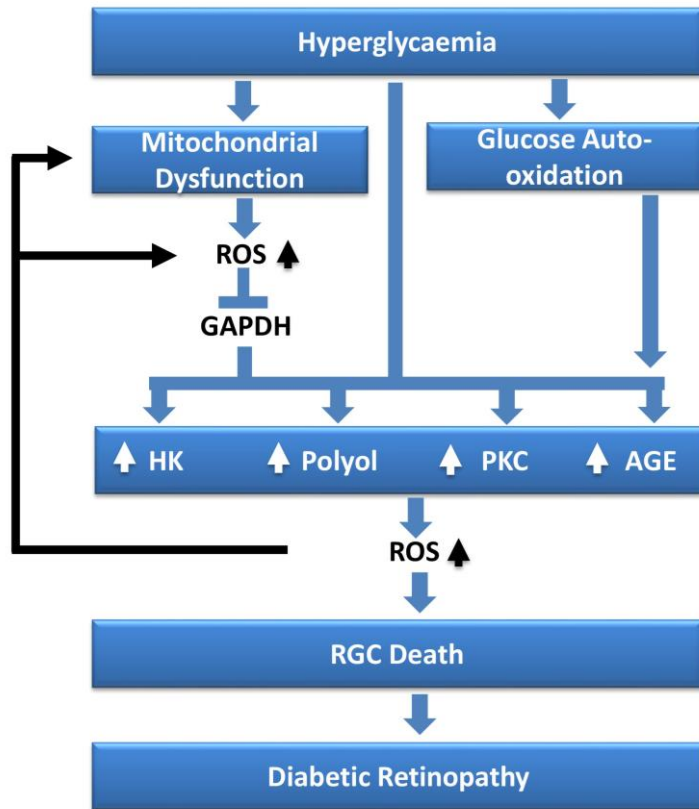 Hyperglycaemia
Mitochondrial
Dysfunction
Glucose Auto-
oxidation
ROS
GAPDH
HK Polyol PKC AGE
ROS
RGC Death
Diabetic Retinopathy